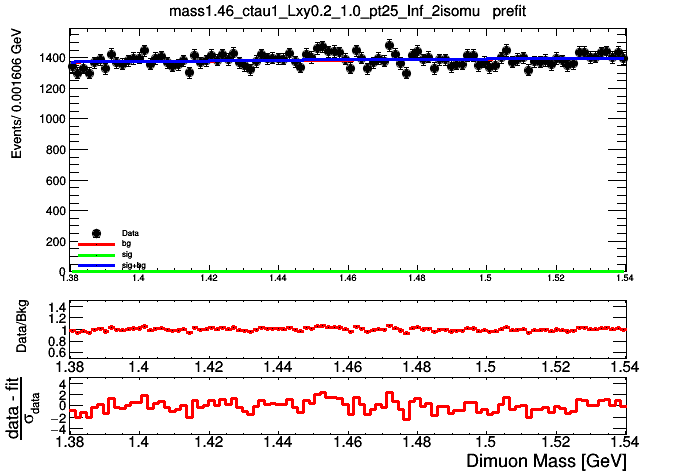 mass1.46_ctau1_Lxy0.2_1.0_pt25_Inf_2isomu prefit
Events/ 0.001606 GeV
1400
1200
1000
800
600
400
200
0
Data
bg
sig
sig+bg
1.38 1.4 1.42 1.44 1.46 1.48 1.5 1.52 1.54
Data/Bkg
1.4
1.2
1
0.8
0.6
1.38 1.4 1.42 1.44 1.46 1.48 1.5 1.52 1.54
data - fit
σdata
4
2
0
−2
−4
1.38 1.4 1.42 1.44 1.46 1.48 1.5 1.52 1.54
Dimuon Mass [GeV]